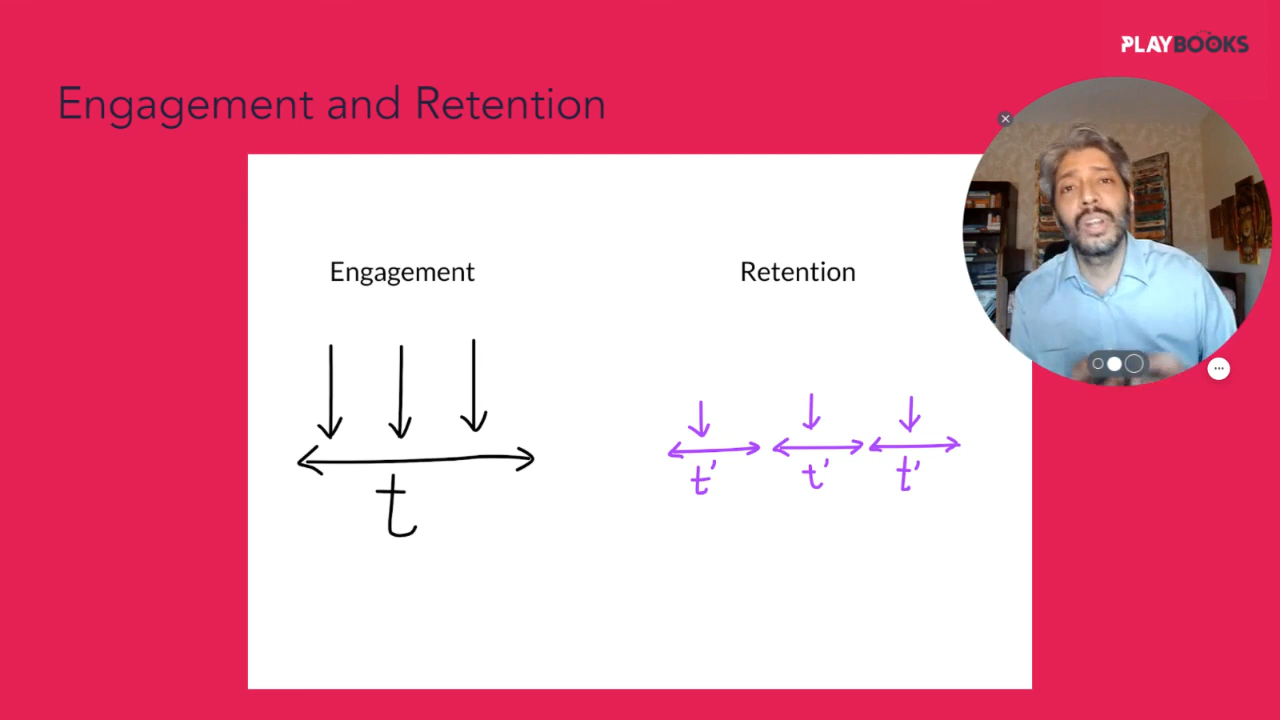 PLAYBOOKS
Engagement and Retention
Engagement
Retention
t
t' t' t'